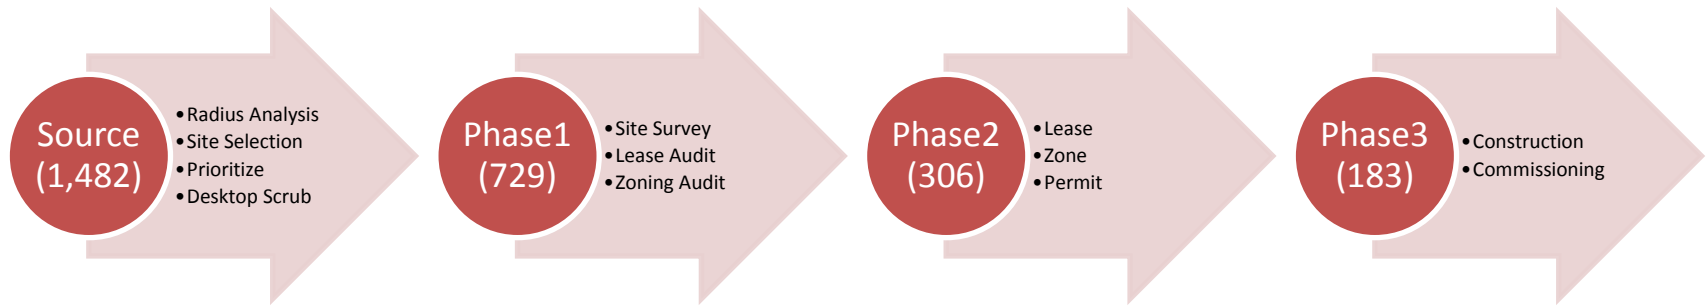 Source
(1,482)
•Radius Analysis
•Site Selection
•Prioritize
•Desktop Scrub
Phase1
(729)
•Site Survey
•Lease Audit
•Zoning Audit
Phase2
(306)
•Lease
•Zone
•Permit
Phase3
(183)
•Construction
•Commissioning